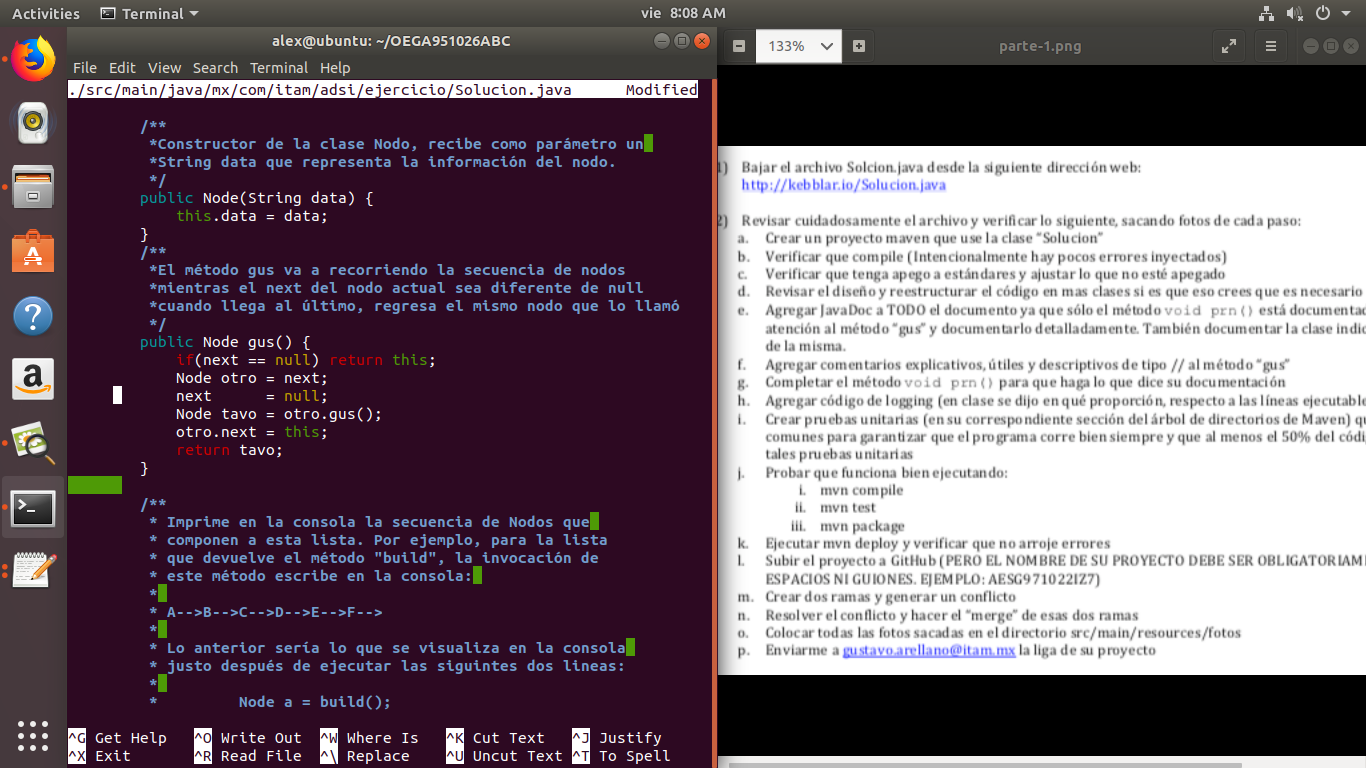 Activities Terminal vie 8:08 AM
alex@ubuntu: ~/OEGA951026ABC
File Edit View Search Terminal Help
./src/main/java/mx/com/itam/adsi/ejercicio/Solucion.java Modified
/**
*Constructor de la clase Nodo, recibe como parámetro un
*String data que representa la información del nodo.
*/
public Node(String data) {
this.data = data;
}
/**
*El método gus va a recorriendo la secuencia de nodos
*mientras el next del nodo actual sea diferente de null
*cuando llega al último, regresa el mismo nodo que lo llamó
*/
public Node gus() {
if(next == null) return this;
Node otro = next;
next = null;
Node tavo = otro.gus();
otro.next = this;
return tavo;
}
/**
* Imprime en la consola la secuencia de Nodos que
* componen a esta lista. Por ejemplo, para la lista
* que devuelve el método "build", la invocación de
* este método escribe en la consola:
*
* A-->B-->C-->D-->E-->F-->
*
* Lo anterior sería lo que se visualiza en la consola
* justo después de ejecutar las siguintes dos lineas:
*
* Node a = build();
^G Get Help ^O Write Out ^W Where Is ^K Cut Text ^J Justify
^X Exit ^R Read File ^\ Replace ^U Uncut Text ^T To Spell
133% parte-1.png
1) Bajar el archivo Solcion.java desde la siguiente dirección web:
http://kebblar.io/Solucion.java
2) Revisar cuidadosamente el archivo y verificar lo siguiente, sacando fotos de cada paso:
a. Crear un proyecto maven que use la clase "Solucion"
b. Verificar que compile (Intencionalmente hay pocos errores inyectados)
c. Verificar que tenga apego a estándares y ajustar lo que no esté apegado
d. Revisar el diseño y reestructurar el código en mas clases si es que eso crees que es necesario
e. Agregar JavaDoc a TODO el documento ya que sólo el método void prn() está documentad
atención al método "gus" y documentarlo detalladamente. También documentar la clase indic
de la misma.
f. Agregar comentarios explicativos, útiles y descriptivos de tipo // al método "gus"
g. Completar el método void prn() para que haga lo que dice su documentación
h. Agregar código de logging (en clase se dijo en qué proporción, respecto a las líneas ejecutable
i. Crear pruebas unitarias (en su correspondiente sección del árbol de directorios de Maven) qu
comunes para garantizar que el programa corre bien siempre y que al menos el 50% del códi
tales pruebas unitarias
j. Probar que funciona bien ejecutando:
i. mvn compile
ii. mvn test
iii. mvn package
k. Ejecutar mvn deploy y verificar que no arroje errores
l. Subir el proyecto a GitHub (PERO EL NOMBRE DE SU PROYECTO DEBE SER OBLIGATORIAM
ESPACIOS NI GUIONES. EJEMPLO: AESG971022IZ7)
m. Crear dos ramas y generar un conflicto
n. Resolver el conflicto y hacer el "merge" de esas dos ramas
o. Colocar todas las fotos sacadas en el directorio src/main/resources/fotos
p. Enviarme a gustavo.arellano@itam.mx la liga de su proyecto